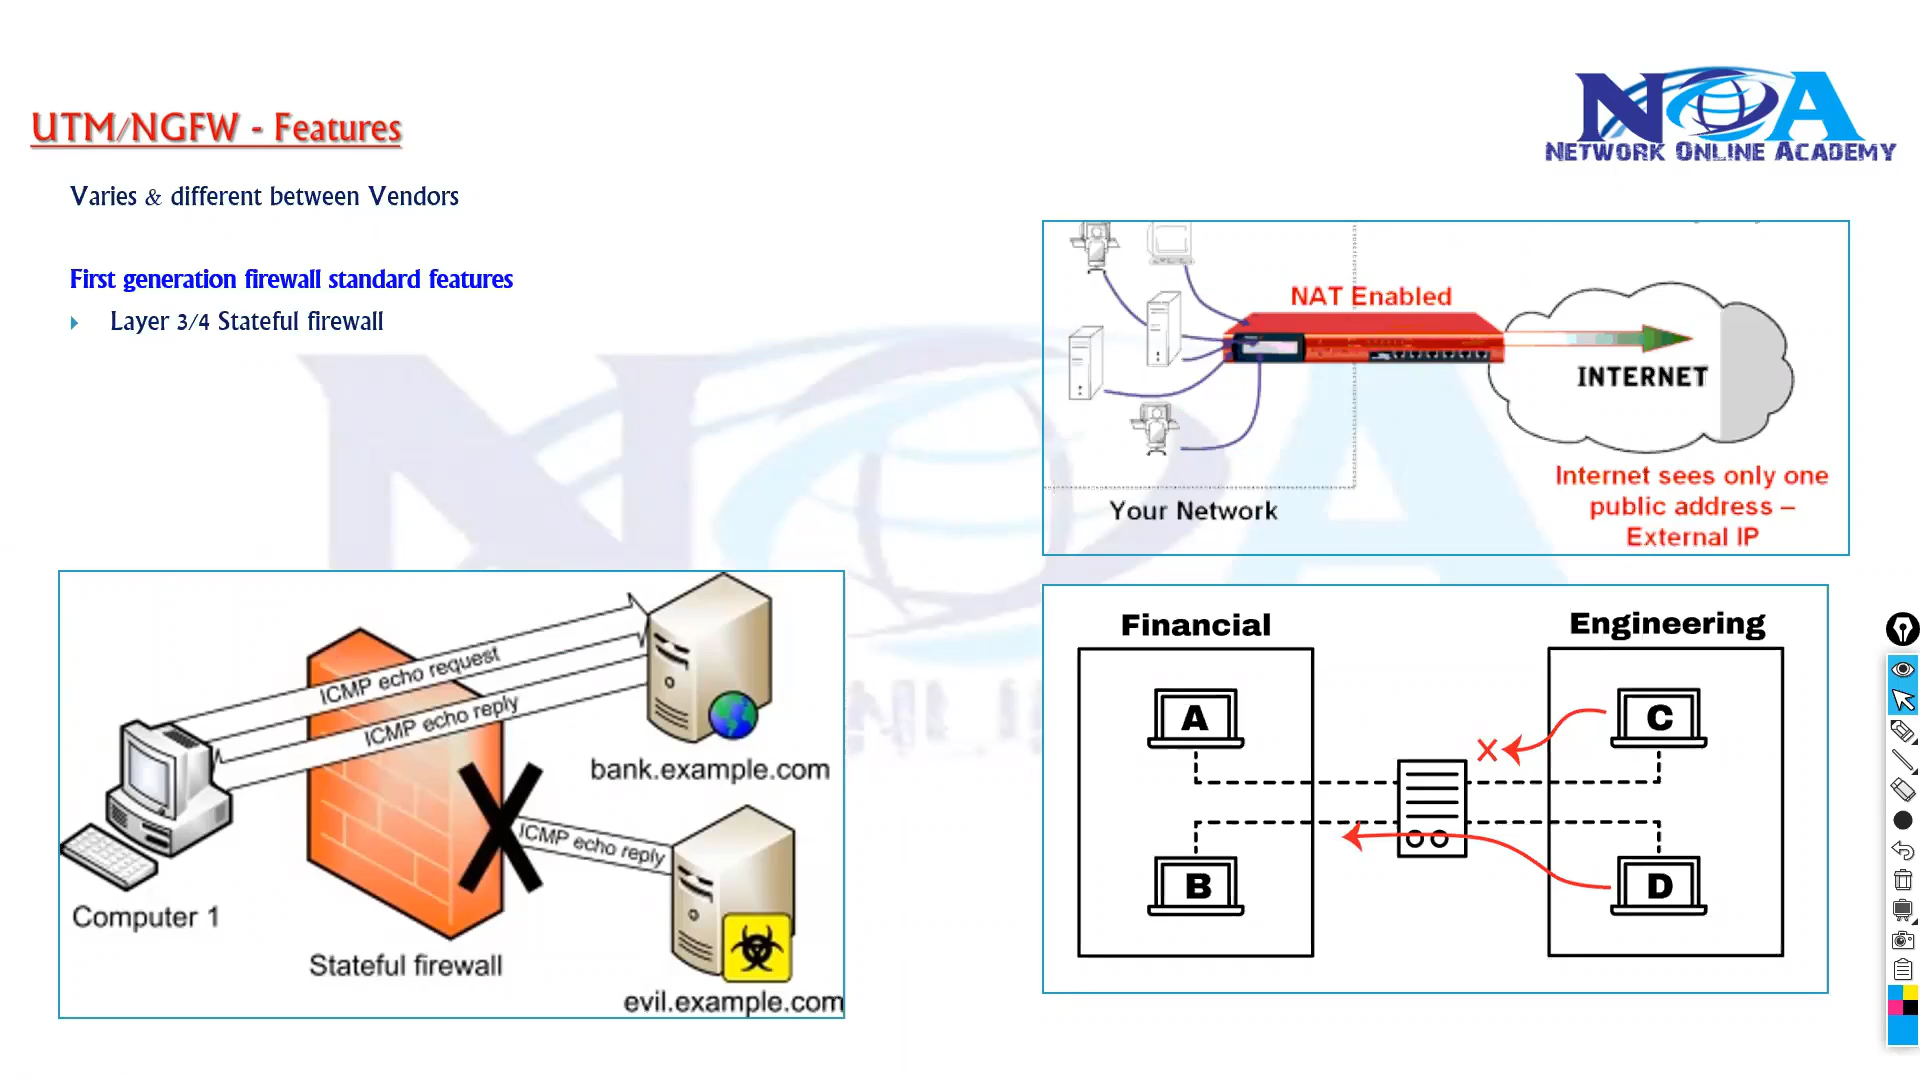 UTM/NGFW - Features
NOA
NETWORK ONLINE ACADEMY
Varies & different between Vendors
First generation firewall standard features
Layer 3/4 Stateful firewall
NAT Enabled
INTERNET
Internet sees only one
public address –
External IP
Your Network
ICMP echo request
ICMP echo reply
bank.example.com
ICMP echo reply
Computer 1
Stateful firewall
evil.example.com
Financial
Engineering
A
C
B
D